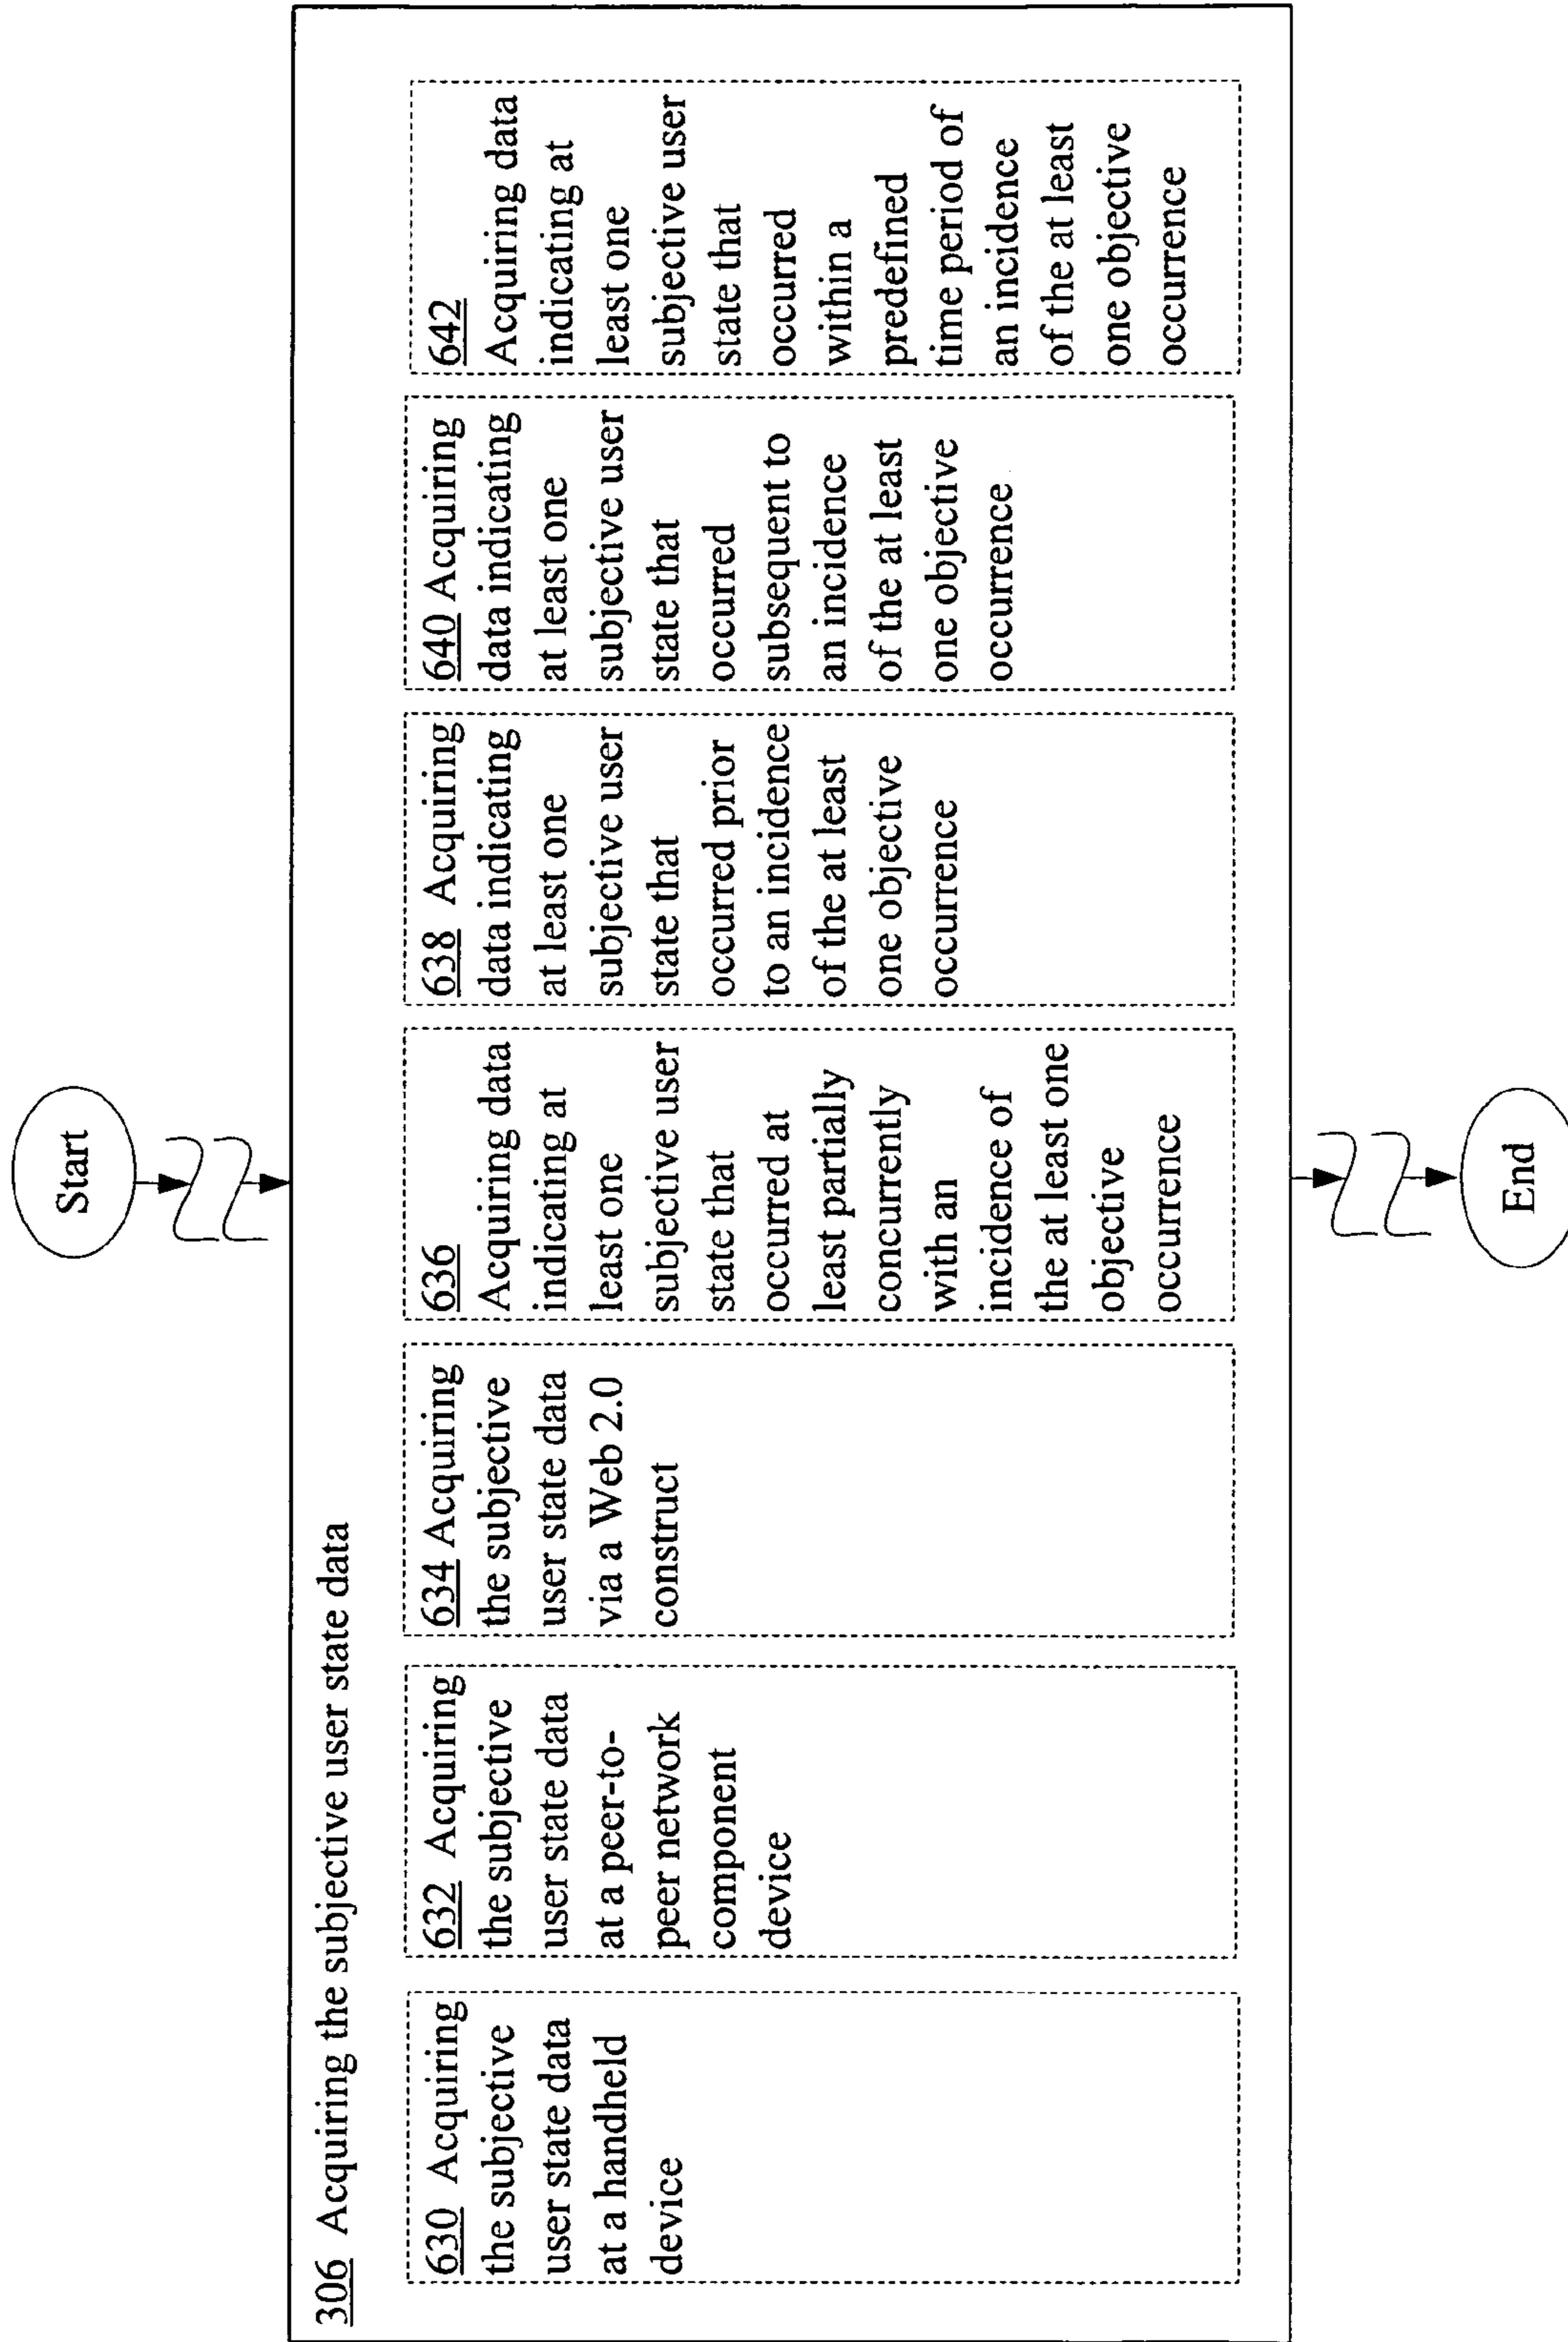 Start
306 Acquiring the subjective user state data
630 Acquiring
the subjective
user state data
at a handheld
device
632 Acquiring
the subjective
user state data
at a peer-to-
peer network
component
device
634 Acquiring
the subjective
user state data
via a Web 2.0
construct
636
Acquiring data
indicating at
least one
subjective user
state that
occurred at
least partially
concurrently
with an
incidence of
the at least one
objective
occurrence
638 Acquiring
data indicating
at least one
subjective user
state that
occurred prior
to an incidence
of the at least
one objective
occurrence
640 Acquiring
data indicating
at least one
subjective user
state that
occurred
subsequent to
an incidence
of the at least
one objective
occurrence
642
Acquiring data
indicating at
least one
subjective user
state that
occurred
within a
predefined
time period of
an incidence
of the at least
one objective
occurrence
End